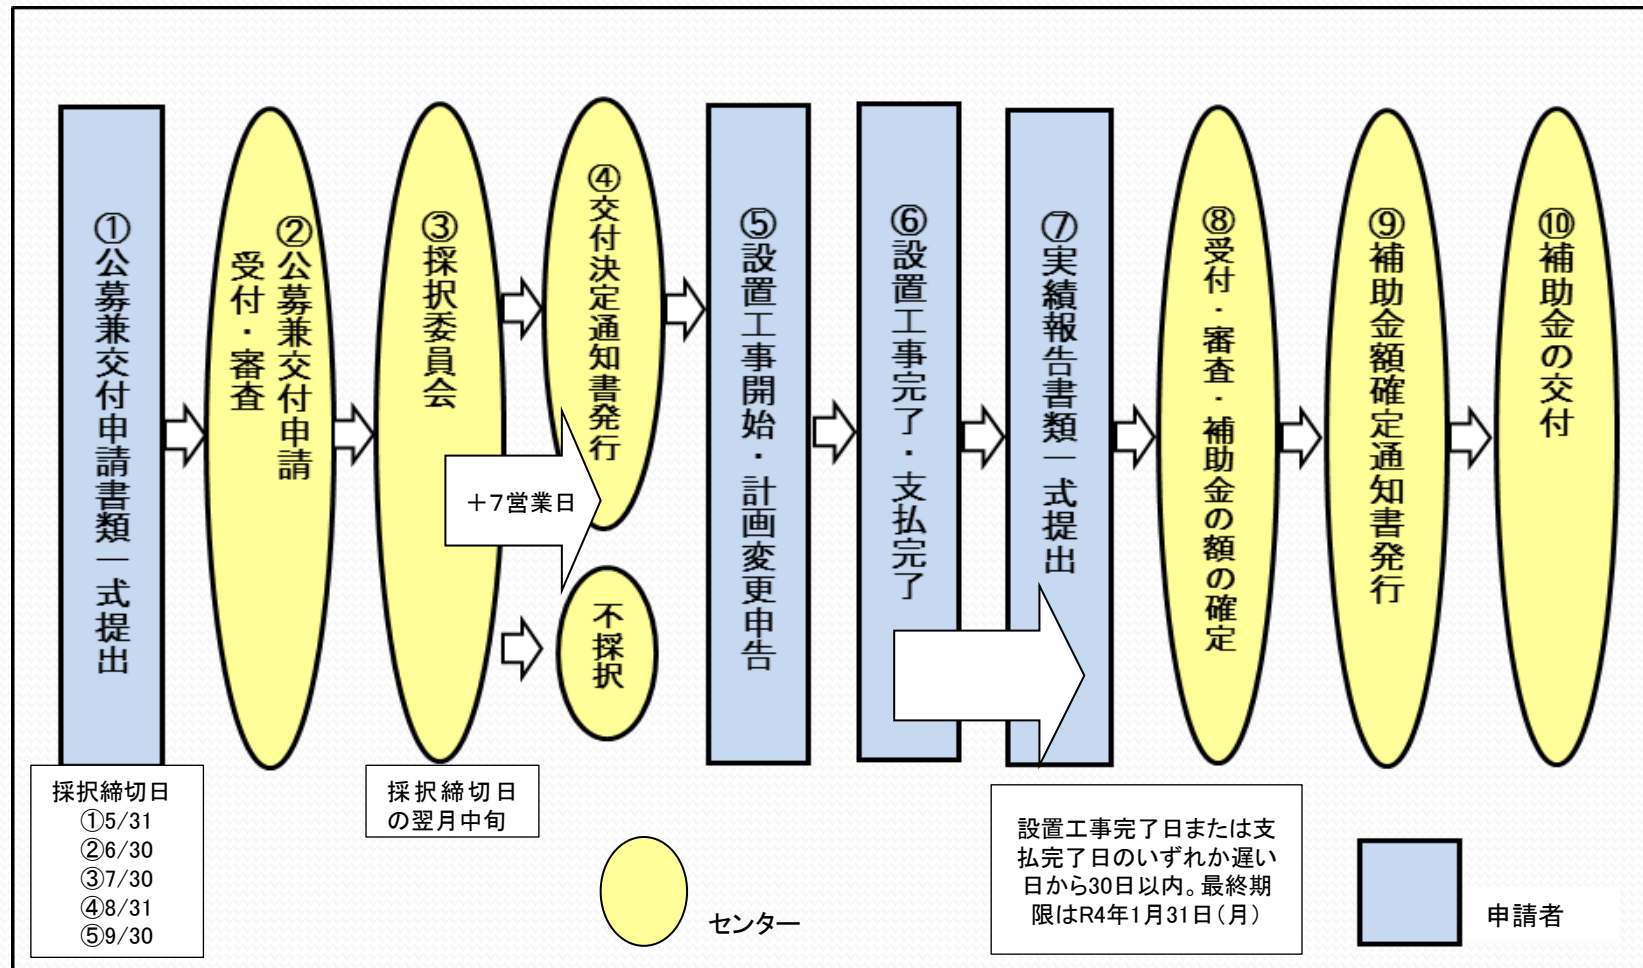 ①公募兼交付申請書類一式提出
②公募兼交付申請
受付・審査
③採択委員会
④交付決定通知書発行
＋7営業日
不採択
⑤設置工事開始・計画変更申告
⑥設置工事完了・支払完了
⑦実績報告書類一式提出
⑧受付・審査・補助金の額の確定
⑨補助金額確定通知書発行
⑩補助金の交付
採択締切日
①5/31
②6/30
③7/30
④8/31
⑤9/30
採択締切日
の翌月中旬
センター
設置工事完了日または支
払完了日のいずれか遅い
日から30日以内。最終期
限はR4年1月31日（月）
申請者